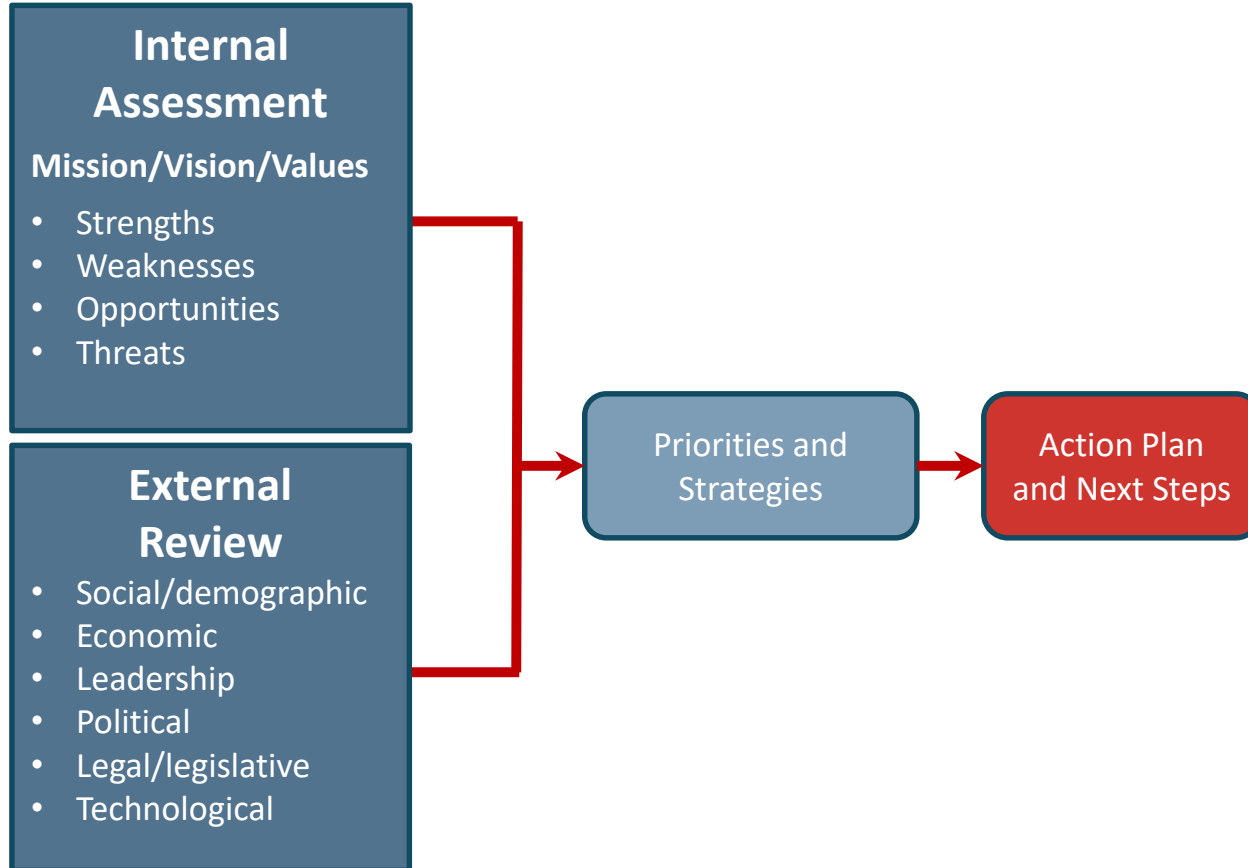 Internal
Assessment
Mission/Vision/Values
• Strengths
• Weaknesses
• Opportunities
• Threats
External
Review
• Social/demographic
• Economic
• Leadership
• Political
• Legal/legislative
• Technological
Priorities and
Strategies
Action Plan
and Next Steps